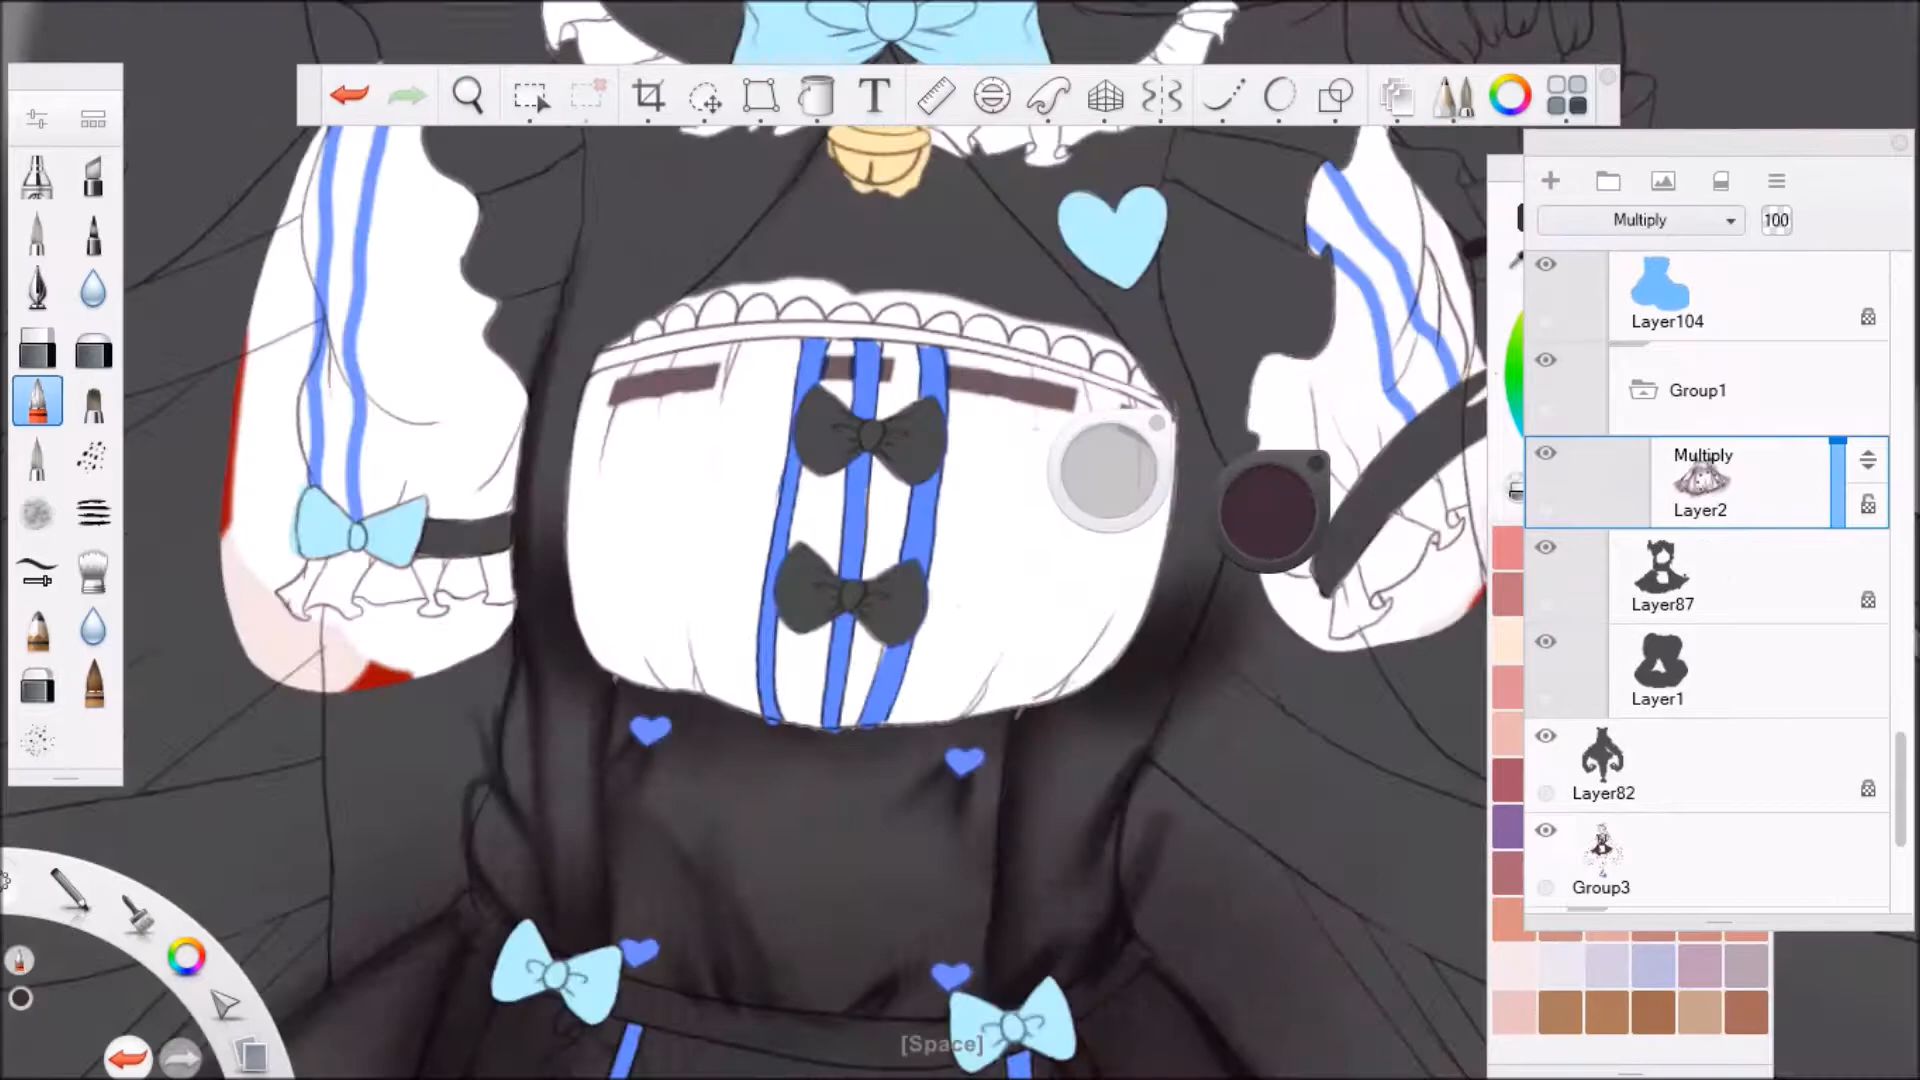 T
Multiply
100
Layer104
Group1
Multiply
Layer2
Layer87
Layer1
Layer82
Group3
[Space]